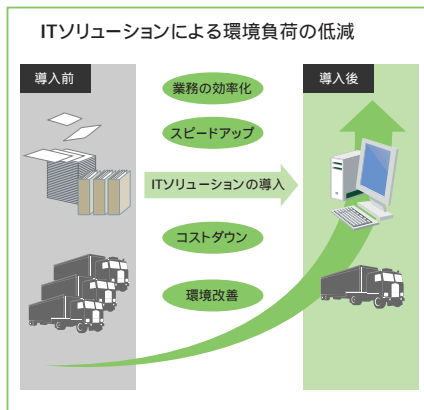 ITソリューションによる環境負荷の低減
導入前
業務の効率化
導入後
スピードアップ
ITソリューションの導入
コストダウン
環境改善